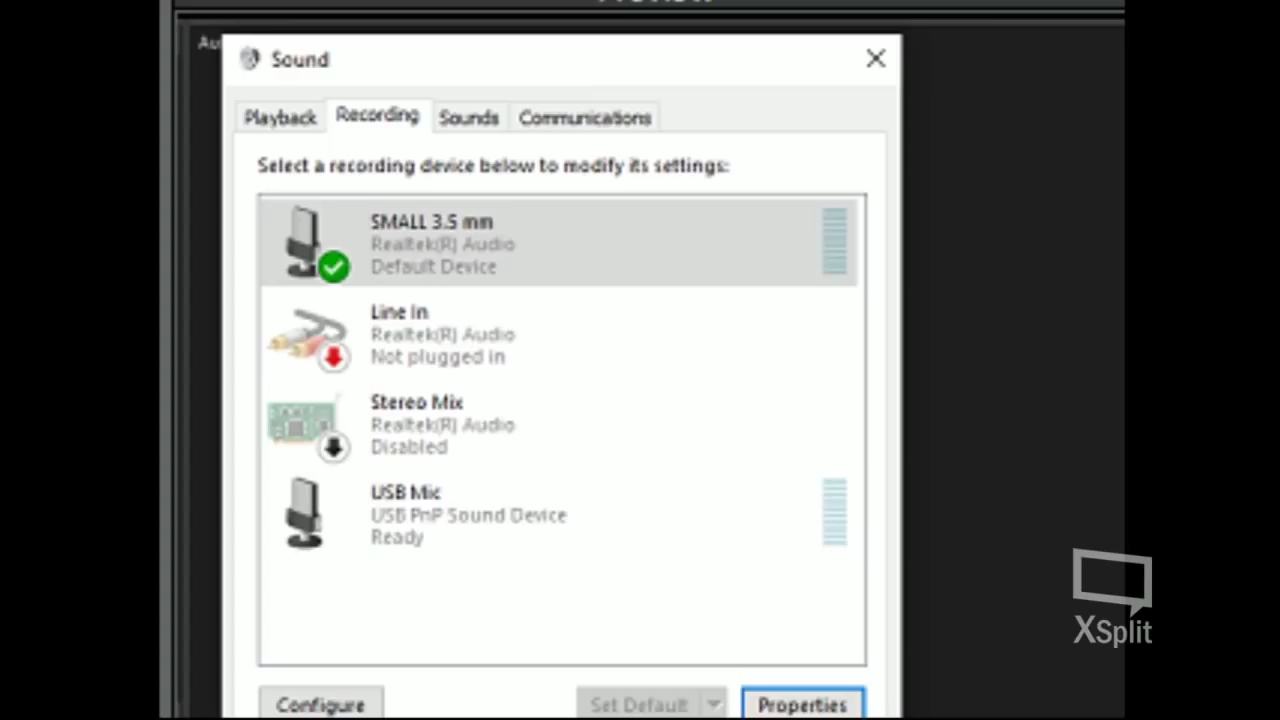 Sound
Playback
Recording
Sounds
Communications
Select a recording device below to modify its settings:
SMALL 3.5 mm
Realtek(R) Audio
Default Device
Line In
Realtek(R) Audio
Not plugged in
Stereo Mix
Realtek(R) Audio
Disabled
USB Mic
USB PnP Sound Device
Ready
Configure
Set Default
Properties
XSplit